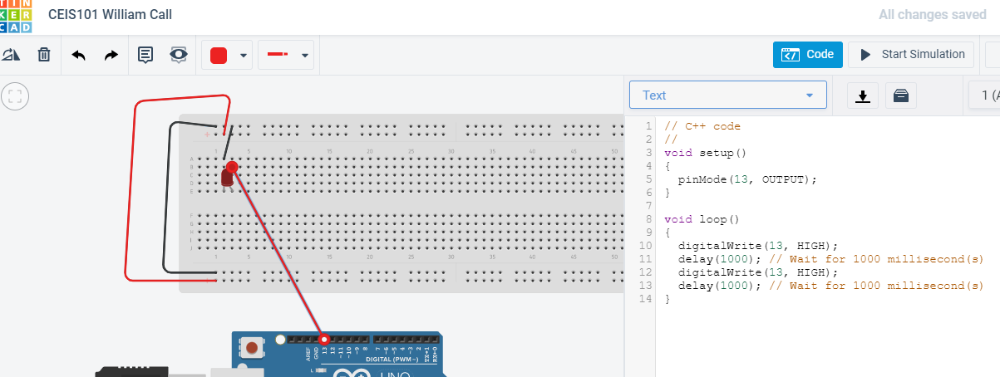 TIN
KER
CAD
CEIS101 William Call
All changes saved
Code
Start Simulation
Text
1 (A
1 // C++ code
2 //
3 void setup()
4 {
5 pinMode(13, OUTPUT);
6 }
7
8 void loop()
9 {
10 digitalWrite(13, HIGH);
11 delay(1000); // Wait for 1000 millisecond(s)
12 digitalWrite(13, HIGH);
13 delay(1000); // Wait for 1000 millisecond(s)
14 }
1 5 10 15 20 25 30 35 40 45 50
A
B
C
D
E
F
G
H
I
J
1 5 10 15 20 25 30 35 40 45 50
AREF
GND
13
12
~11
~10
~9
8
7
~6
~5
4
~3
2
TX→1
RX←0
DIGITAL (PWM~)
L
UNO